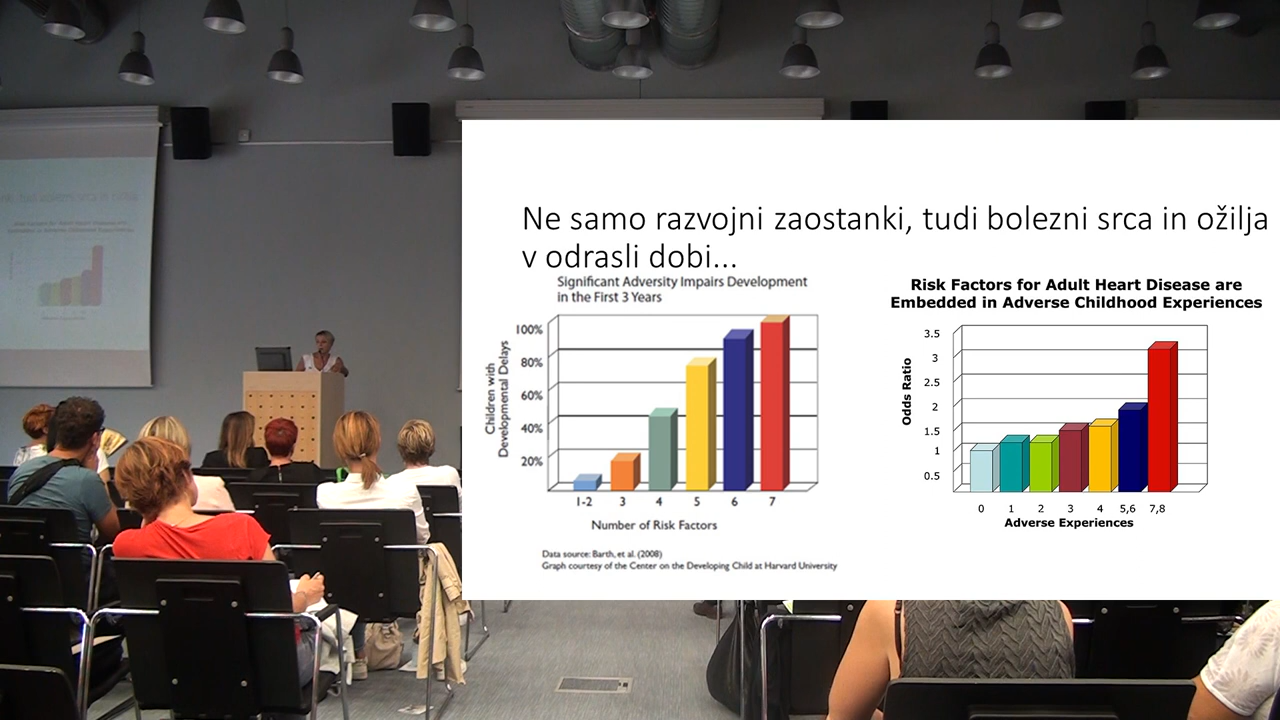 Ne samo razvojni zaostanki, tudi bolezni srca in ožilja
v odrasli dobi...
Significant Adversity Impairs Development
in the First 3 Years
Children with
Developmental Delays
100%
80%
60%
40%
20%
1-2 3 4 5 6 7
Number of Risk Factors
Data source: Barth, et al. (2008)
Graph courtesy of the Center on the Developing Child at Harvard University
Risk Factors for Adult Heart Disease are
Embedded in Adverse Childhood Experiences
Odds Ratio
3.5
3
2.5
2
1.5
1
0.5
0 1 2 3 4 5,6 7,8
Adverse Experiences